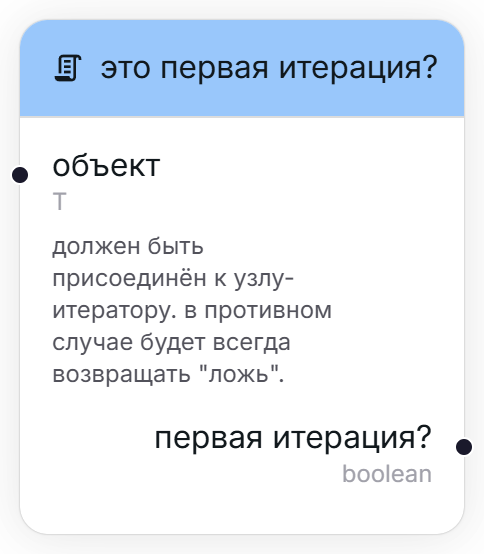 это первая итерация?
объект
T
должен быть
присоединён к узлу-
итератору. в противном
случае будет всегда
возвращать "ложь".
первая итерация?
boolean